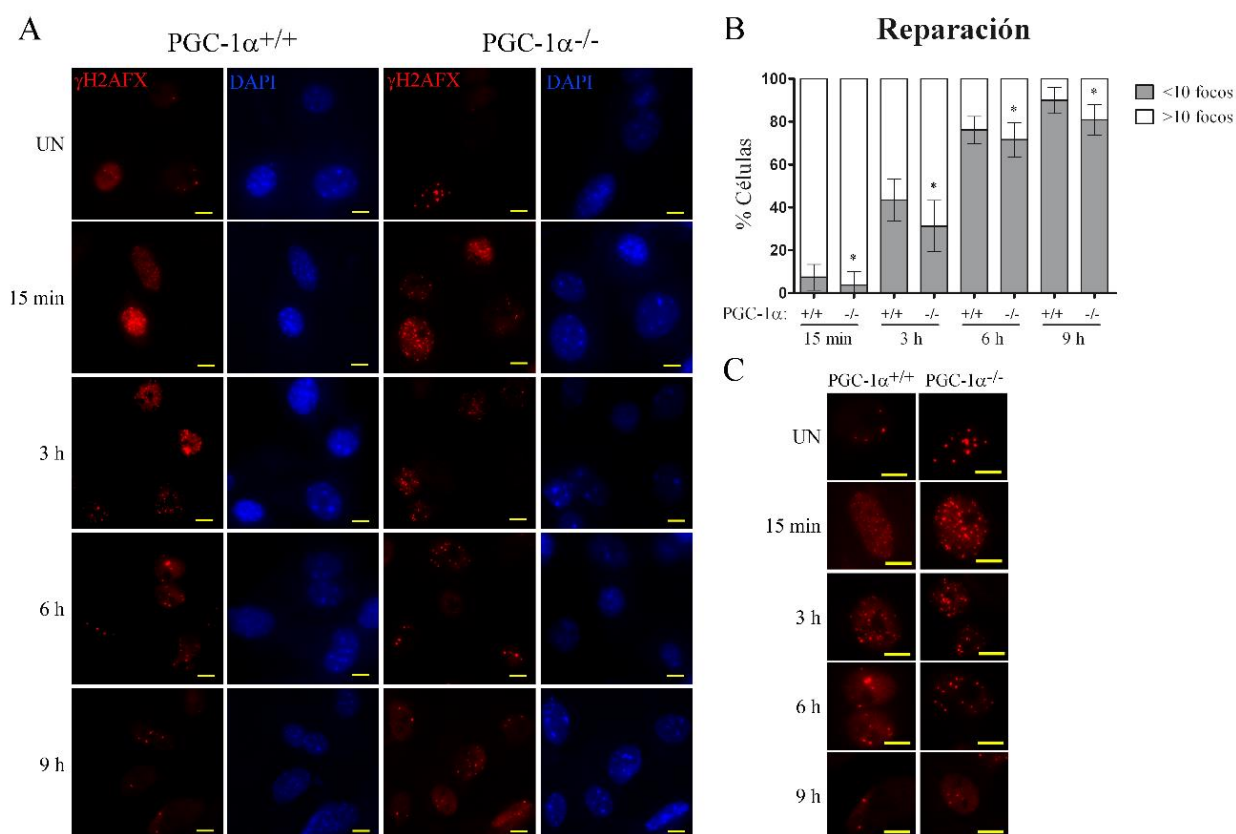 A
PGC-1α+/+ PGC-1α-/-
γH2AFX DAPI γH2AFX DAPI
UN
15 min
3 h
6 h
9 h
B
Reparación
% Células
100
80
60
40
20
0
* * * *
<10 focos
>10 focos
PGC-1α: +/+ -/- +/+ -/- +/+ -/- +/+ -/-
15 min 3 h 6 h 9 h
C
PGC-1α+/+ PGC-1α-/-
UN
15 min
3 h
6 h
9 h